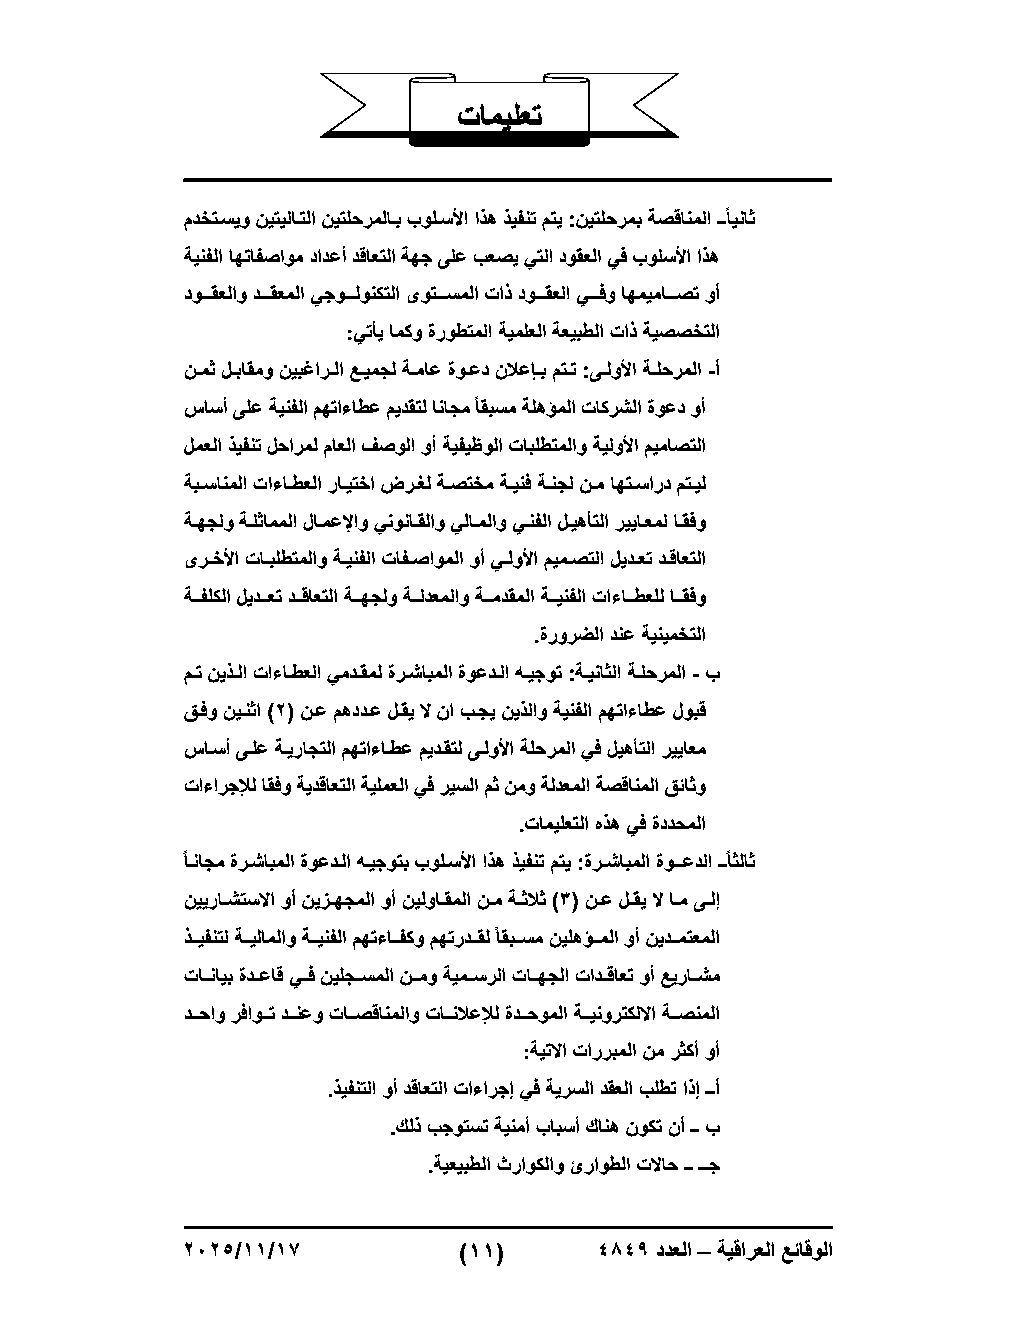 تعليمات
ثانياً– المناقصة بمرحلتين: يتم تنفيذ هذا الأسلوب بالمرحلتين التاليتين ويستخدم
هذا الأسلوب في العقود التي يصعب على جهة التعاقد أعداد مواصفاتها الفنية
أو تصاميمها وفي العقود ذات المستوى التكنولوجي المعقد والعقود
التخصصية ذات الطبيعة العلمية المتطورة وكما يأتي:
أ- المرحلة الأولى: تتم بإعلان دعوة عامة لجميع الراغبين ومقابل ثمن
أو دعوة الشركات المؤهلة مسبقاً مجانا لتقديم عطاءاتهم الفنية على أساس
التصاميم الأولية والمتطلبات الوظيفية أو الوصف العام لمراحل تنفيذ العمل
ليتم دراستها من لجنة فنية مختصة لغرض اختيار العطاءات المناسبة
وفقا لمعايير التأهيل الفني والمالي والقانوني والإعمال المماثلة ولجهة
التعاقد تعديل التصميم الأولي أو المواصفات الفنية والمتطلبات الأخرى
وفقا للعطاءات الفنية المقدمة والمعدلة ولجهة التعاقد تعديل الكلفة
التخمينية عند الضرورة.
ب - المرحلة الثانية: توجيه الدعوة المباشرة لمقدمي العطاءات الذين تم
قبول عطاءاتهم الفنية والذين يجب ان لا يقل عددهم عن (٢) اثنين وفق
معايير التأهيل في المرحلة الأولى لتقديم عطاءاتهم التجارية على أساس
وثائق المناقصة المعدلة ومن ثم السير في العملية التعاقدية وفقا للإجراءات
المحددة في هذه التعليمات.
ثالثاً– الدعوة المباشرة: يتم تنفيذ هذا الأسلوب بتوجيه الدعوة المباشرة مجاناً
إلى ما لا يقل عن (٣) ثلاثة من المقاولين أو المجهزين أو الاستشاريين
المعتمدين أو المؤهلين مسبقاً لقدرتهم وكفاءتهم الفنية والمالية لتنفيذ
مشاريع أو تعاقدات الجهات الرسمية ومن المسجلين في قاعدة بيانات
المنصة الالكترونية الموحدة للإعلانات والمناقصات وعند توافر واحد
أو أكثر من المبررات الاتية:
أ– إذا تطلب العقد السرية في إجراءات التعاقد أو التنفيذ.
ب – أن تكون هناك أسباب أمنية تستوجب ذلك.
جـ – حالات الطوارئ والكوارث الطبيعية.
الوقائع العراقية – العدد ٤٨٤٩ (١١) ٢٠٢٥/١١/١٧